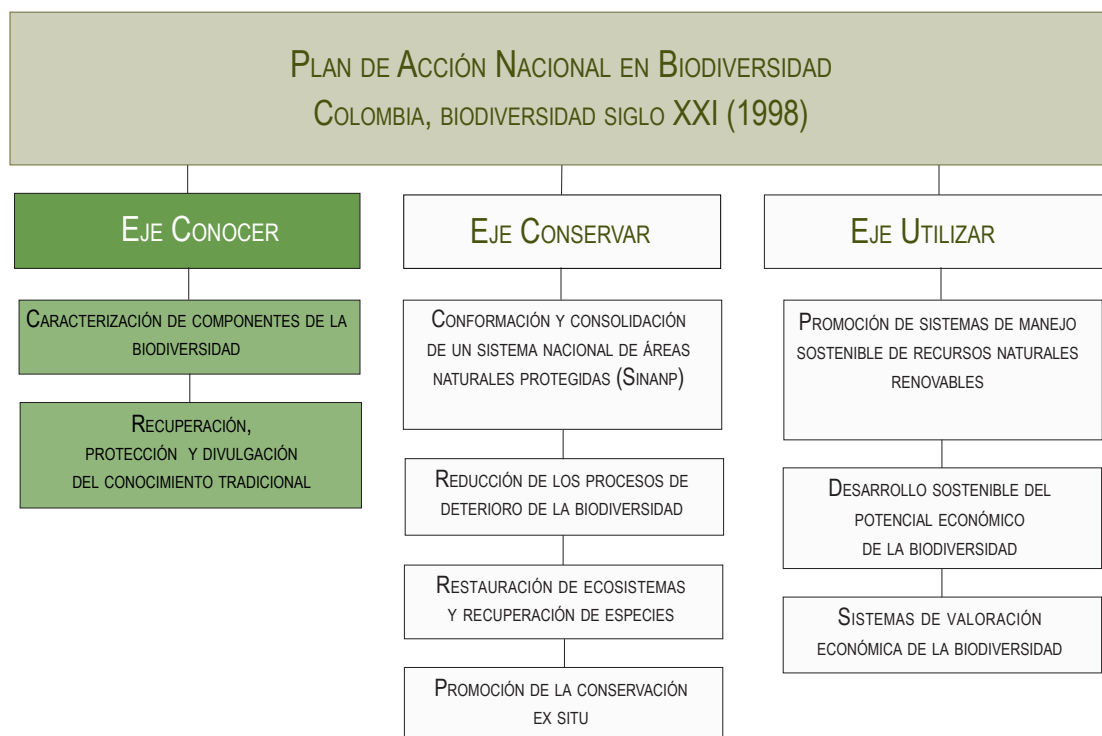 Plan de Acción Nacional en Biodiversidad
Colombia, biodiversidad siglo XXI (1998)
Eje Conocer
Caracterización de componentes de la
biodiversidad
Recuperación,
protección y divulgación
del conocimiento tradicional
Eje Conservar
Conformación y consolidación
de un sistema nacional de áreas
naturales protegidas (Sinanp)
Reducción de los procesos de
deterioro de la biodiversidad
Restauración de ecosistemas
y recuperación de especies
Promoción de la conservación
ex situ
Eje Utilizar
Promoción de sistemas de manejo
sostenible de recursos naturales
renovables
Desarrollo sostenible del
potencial económico
de la biodiversidad
Sistemas de valoración
económica de la biodiversidad